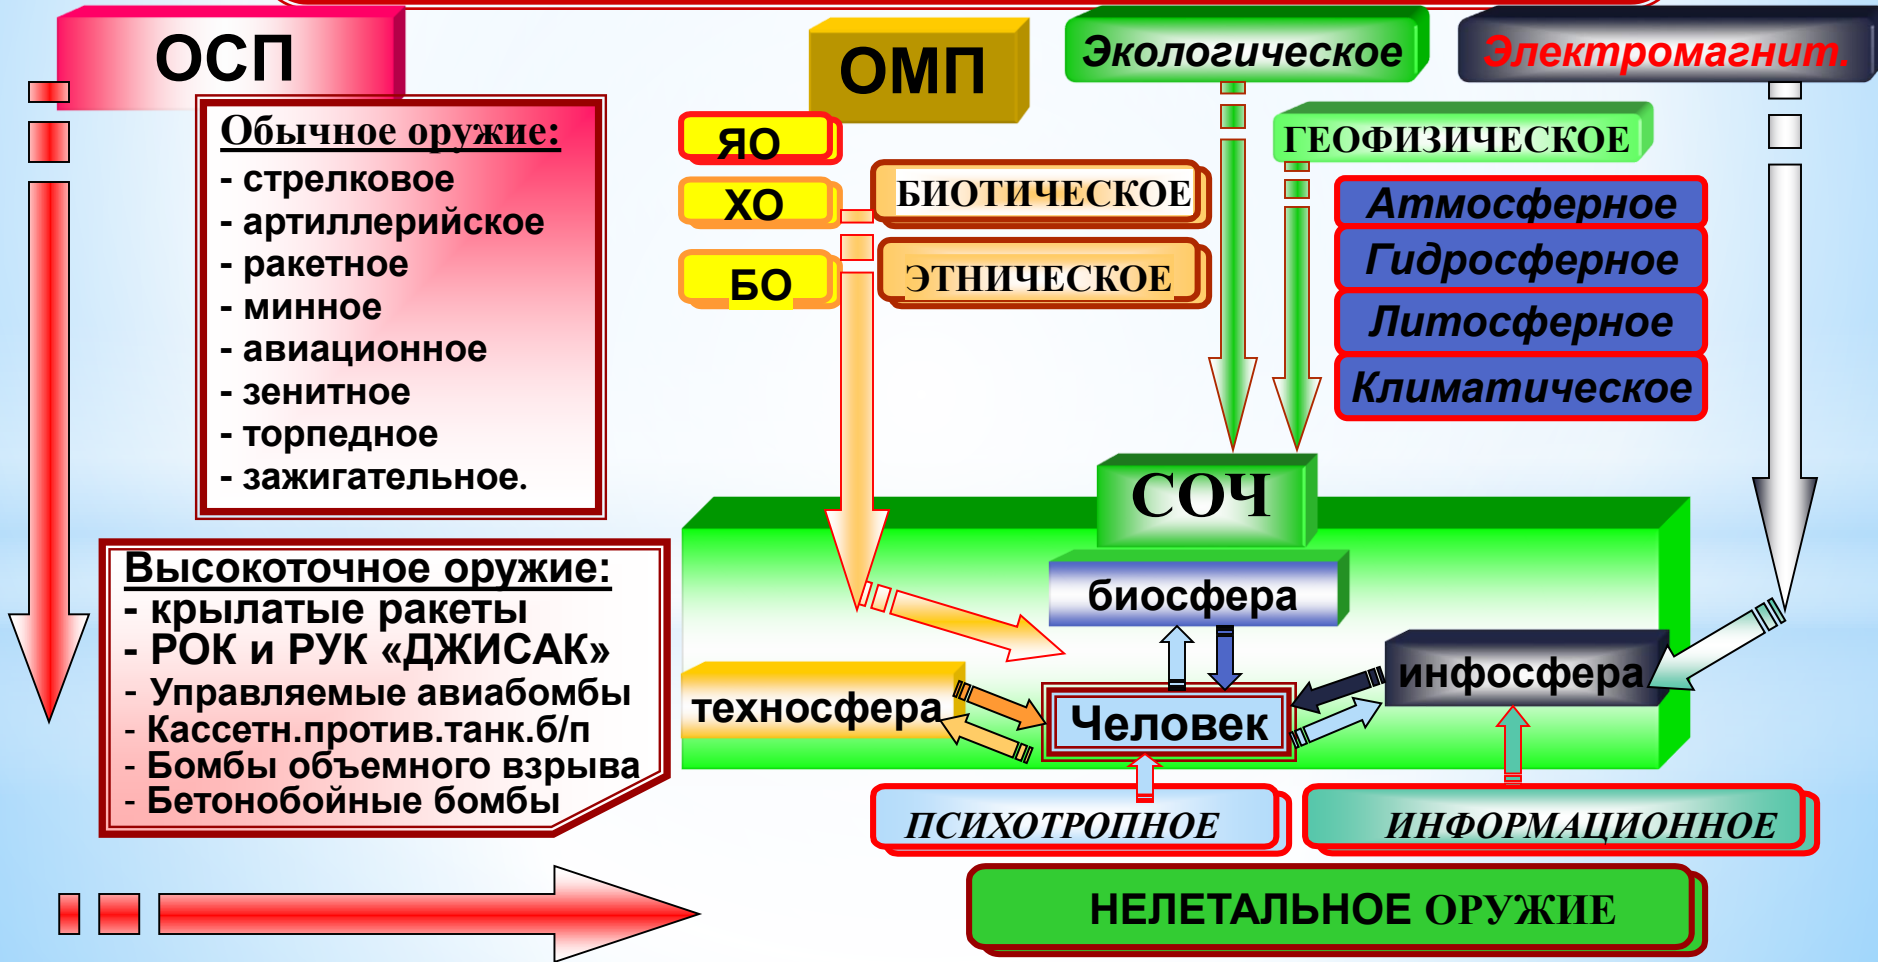 ОСП
ОМП
Экологическое
Электромагнит.
Обычное оружие:
- стрелковое
- артиллерийское
- ракетное
- минное
- авиационное
- зенитное
- торпедное
- зажигательное.
ЯО
ХО
БО
БИОТИЧЕСКОЕ
ЭТНИЧЕСКОЕ
ГЕОФИЗИЧЕСКОЕ
Атмосферное
Гидросферное
Литосферное
Климатическое
Высокоточное оружие:
- крылатые ракеты
- РОК и РУК «ДЖИСАК»
- Управляемые авиабомбы
- Кассетн.против.танк.б/п
- Бомбы объемного взрыва
- Бетонобойные бомбы
СОЧ
биосфера
техносфера
Человек
инфосфера
ПСИХОТРОПНОЕ
ИНФОРМАЦИОННОЕ
НЕЛЕТАЛЬНОЕ ОРУЖИЕ